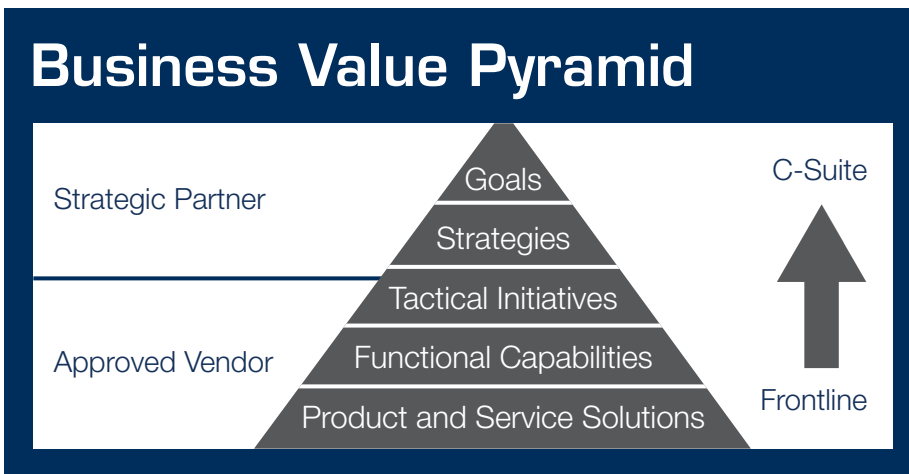 Business Value Pyramid
Strategic Partner
Approved Vendor
Goals
Strategies
Tactical Initiatives
Functional Capabilities
Product and Service Solutions
C-Suite
Frontline